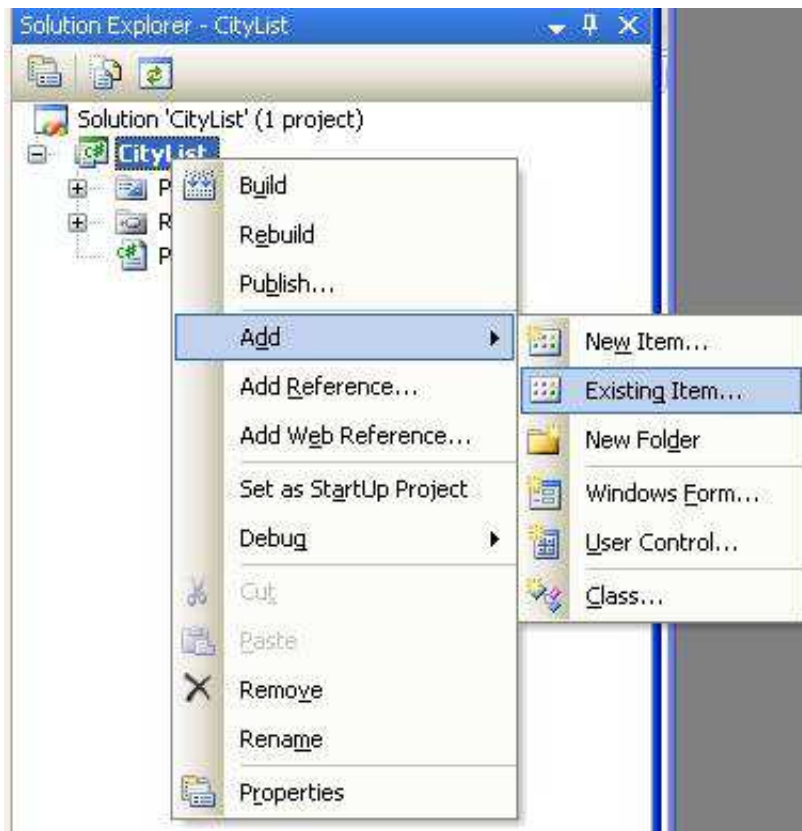 Solution Explorer - CityList
Solution 'CityList' (1 project)
CityList
P
R
P
Build
Rebuild
Publish...
Add
Add Reference...
Add Web Reference...
Set as StartUp Project
Debug
Cut
Paste
Remove
Rename
Properties
New Item...
Existing Item...
New Folder
Windows Form...
User Control...
Class...